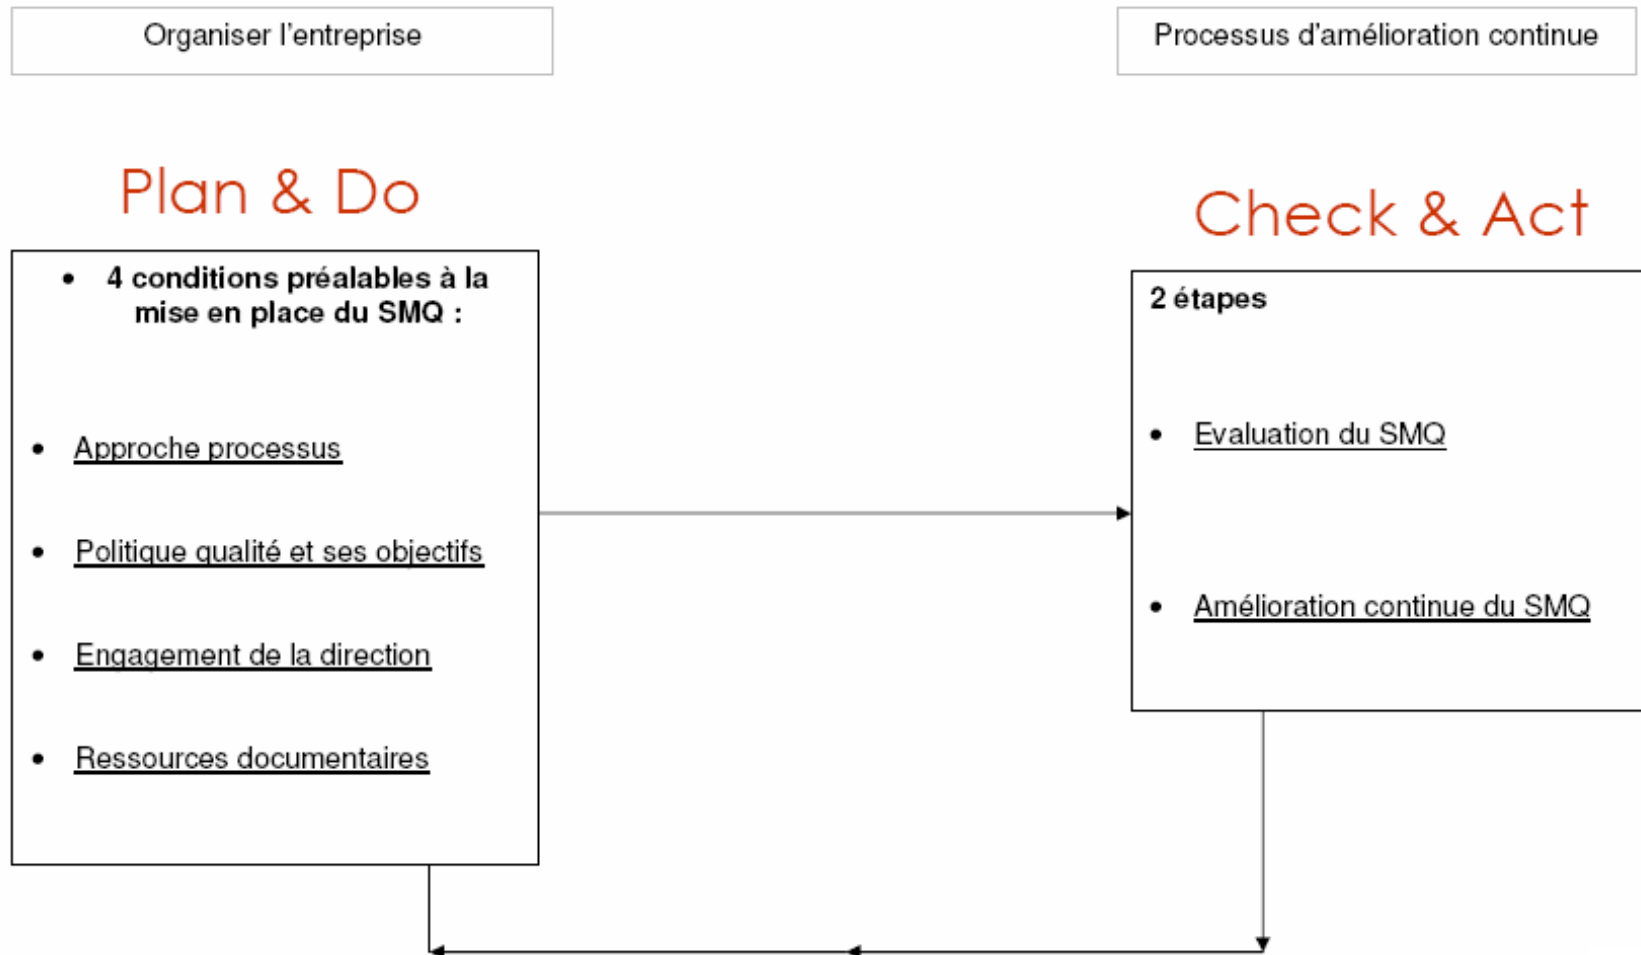 Organiser l'entreprise
Processus d'amélioration continue
Plan & Do
Check & Act
• 4 conditions préalables à la
mise en place du SMQ :
• Approche processus
• Politique qualité et ses objectifs
• Engagement de la direction
• Ressources documentaires
2 étapes
• Evaluation du SMQ
• Amélioration continue du SMQ